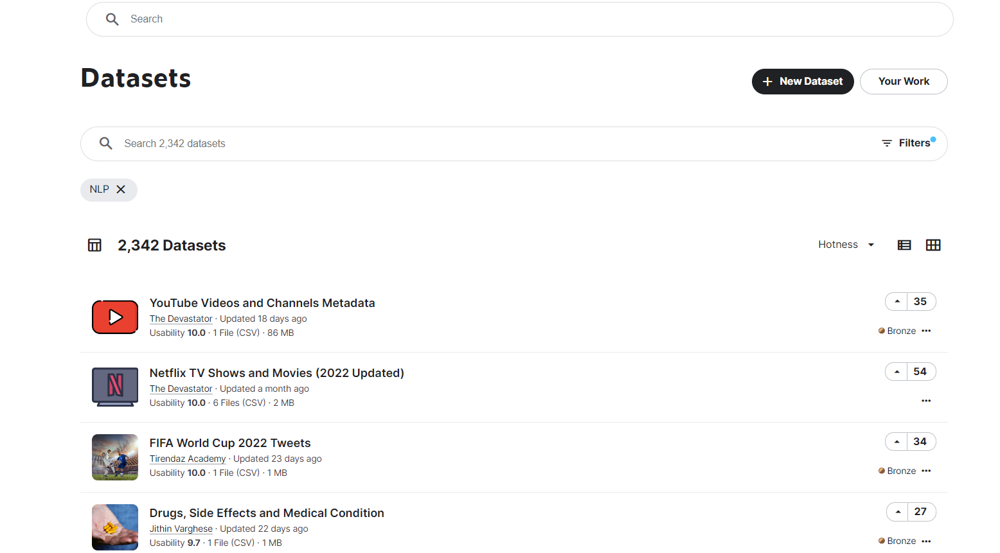 Search
Datasets
New Dataset
Your Work
Search 2,342 datasets
Filters
NLP
2,342 Datasets
Hotness
YouTube Videos and Channels Metadata
35
The Devastator · Updated 18 days ago
Usability 10.0 · 1 File (CSV) · 86 MB
Bronze
Netflix TV Shows and Movies (2022 Updated)
54
The Devastator · Updated a month ago
Usability 10.0 · 6 Files (CSV) · 2 MB
N
FIFA World Cup 2022 Tweets
34
Tirendaz Academy · Updated 23 days ago
Usability 10.0 · 1 File (CSV) · 1 MB
Bronze
Drugs, Side Effects and Medical Condition
27
Jithin Varghese · Updated 22 days ago
Usability 9.7 · 1 File (CSV) · 1 MB
Bronze